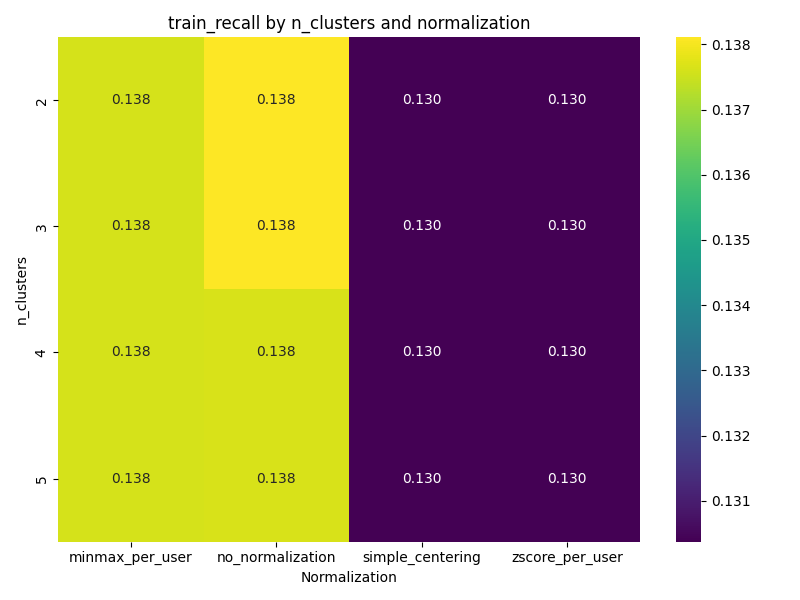 train_recall by n_clusters and normalization
n_clusters
2 0.138 0.138 0.130 0.130
3 0.138 0.138 0.130 0.130
4 0.138 0.138 0.130 0.130
5 0.138 0.138 0.130 0.130
minmax_per_user no_normalization simple_centering zscore_per_user
Normalization
0.138
0.137
0.136
0.135
0.134
0.133
0.132
0.131